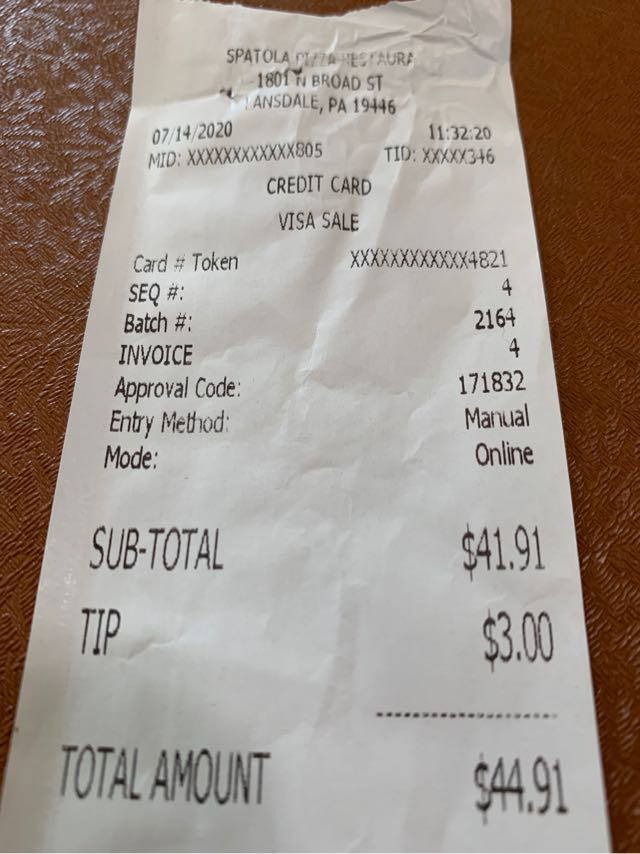 SPATOLA PIZZA RESTAURA
1801 N BROAD ST
LANSDALE, PA 19446
07/14/2020 11:32:20
MID: XXXXXXXXXXXX805 TID: XXXXX346
CREDIT CARD
VISA SALE
Card # Token XXXXXXXXXXXX4821
SEQ #: 4
Batch #: 2164
INVOICE 4
Approval Code: 171832
Entry Method: Manual
Mode: Online
SUB-TOTAL $41.91
TIP $3.00
TOTAL AMOUNT $44.91